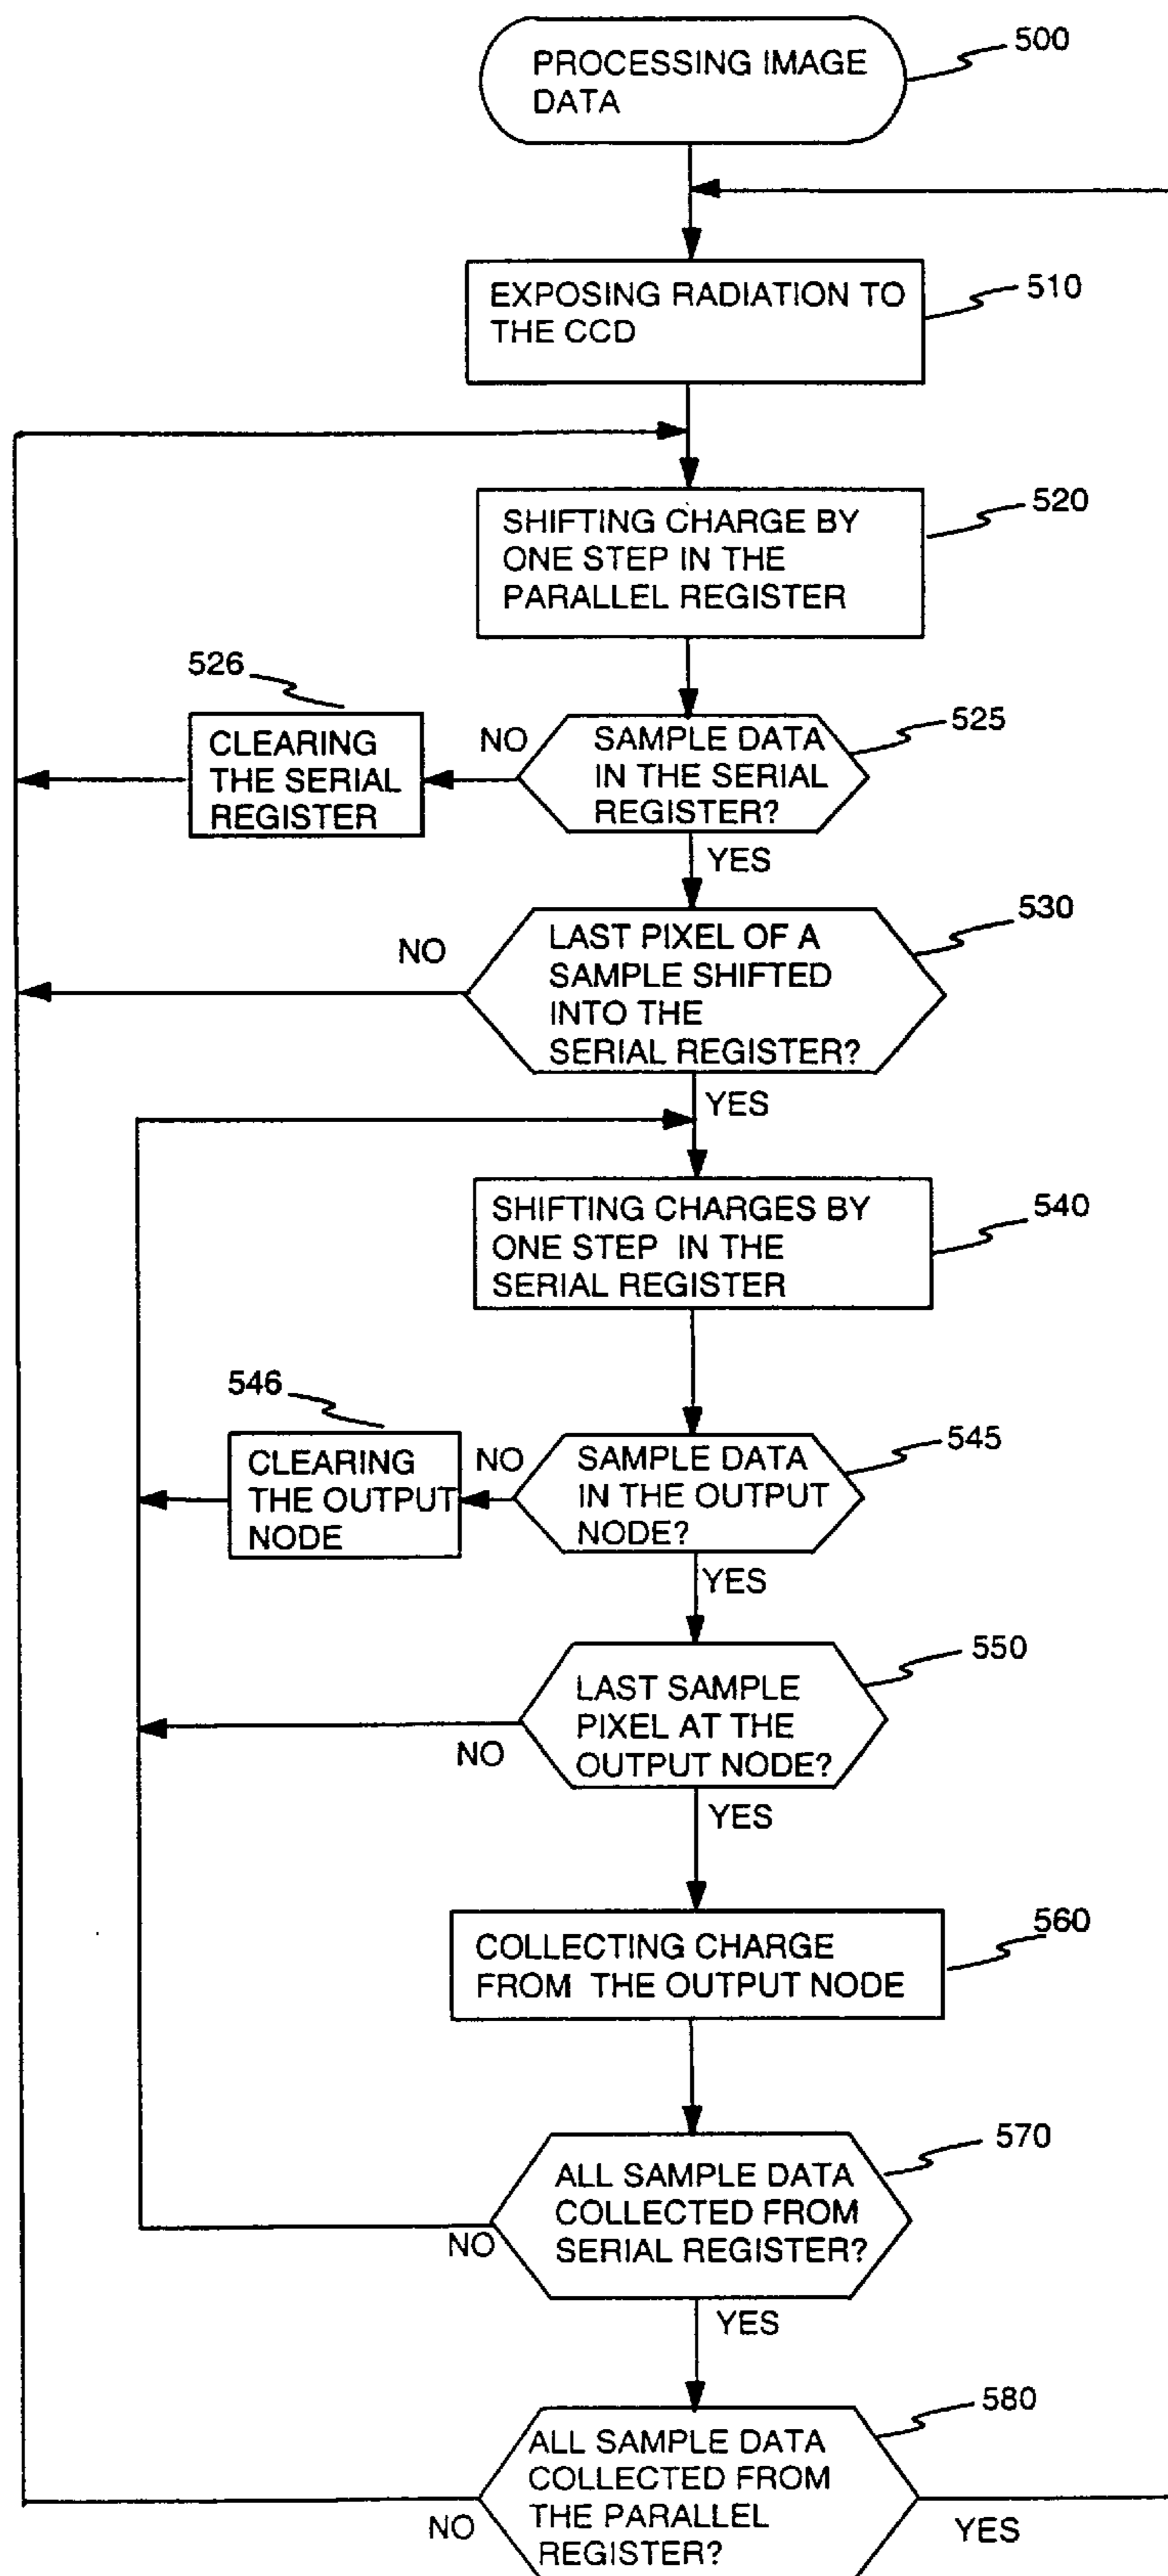 PROCESSING IMAGE
DATA
500
EXPOSING RADIATION TO
THE CCD
510
SHIFTING CHARGE BY
ONE STEP IN THE
PARALLEL REGISTER
520
526
CLEARING
THE SERIAL
REGISTER
NO
SAMPLE DATA
IN THE SERIAL
REGISTER?
525
YES
NO
LAST PIXEL OF A
SAMPLE SHIFTED
INTO THE
SERIAL REGISTER?
530
YES
SHIFTING CHARGES BY
ONE STEP IN THE
SERIAL REGISTER
540
546
CLEARING
THE OUTPUT
NODE
NO
SAMPLE DATA
IN THE OUTPUT
NODE?
545
YES
LAST SAMPLE
PIXEL AT THE
OUTPUT NODE?
550
NO
YES
COLLECTING CHARGE
FROM THE OUTPUT NODE
560
ALL SAMPLE DATA
COLLECTED FROM
SERIAL REGISTER?
570
NO
YES
ALL SAMPLE DATA
COLLECTED FROM
THE PARALLEL
REGISTER?
580
NO
YES